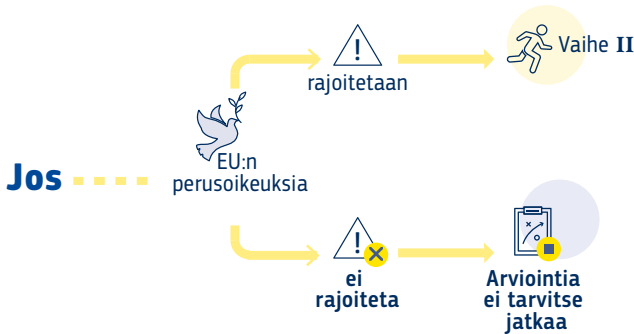 Jos
EU:n
perusoikeuksia
rajoitetaan
Vaihe II
ei
rajoiteta
Arviointia
ei tarvitse
jatkaa